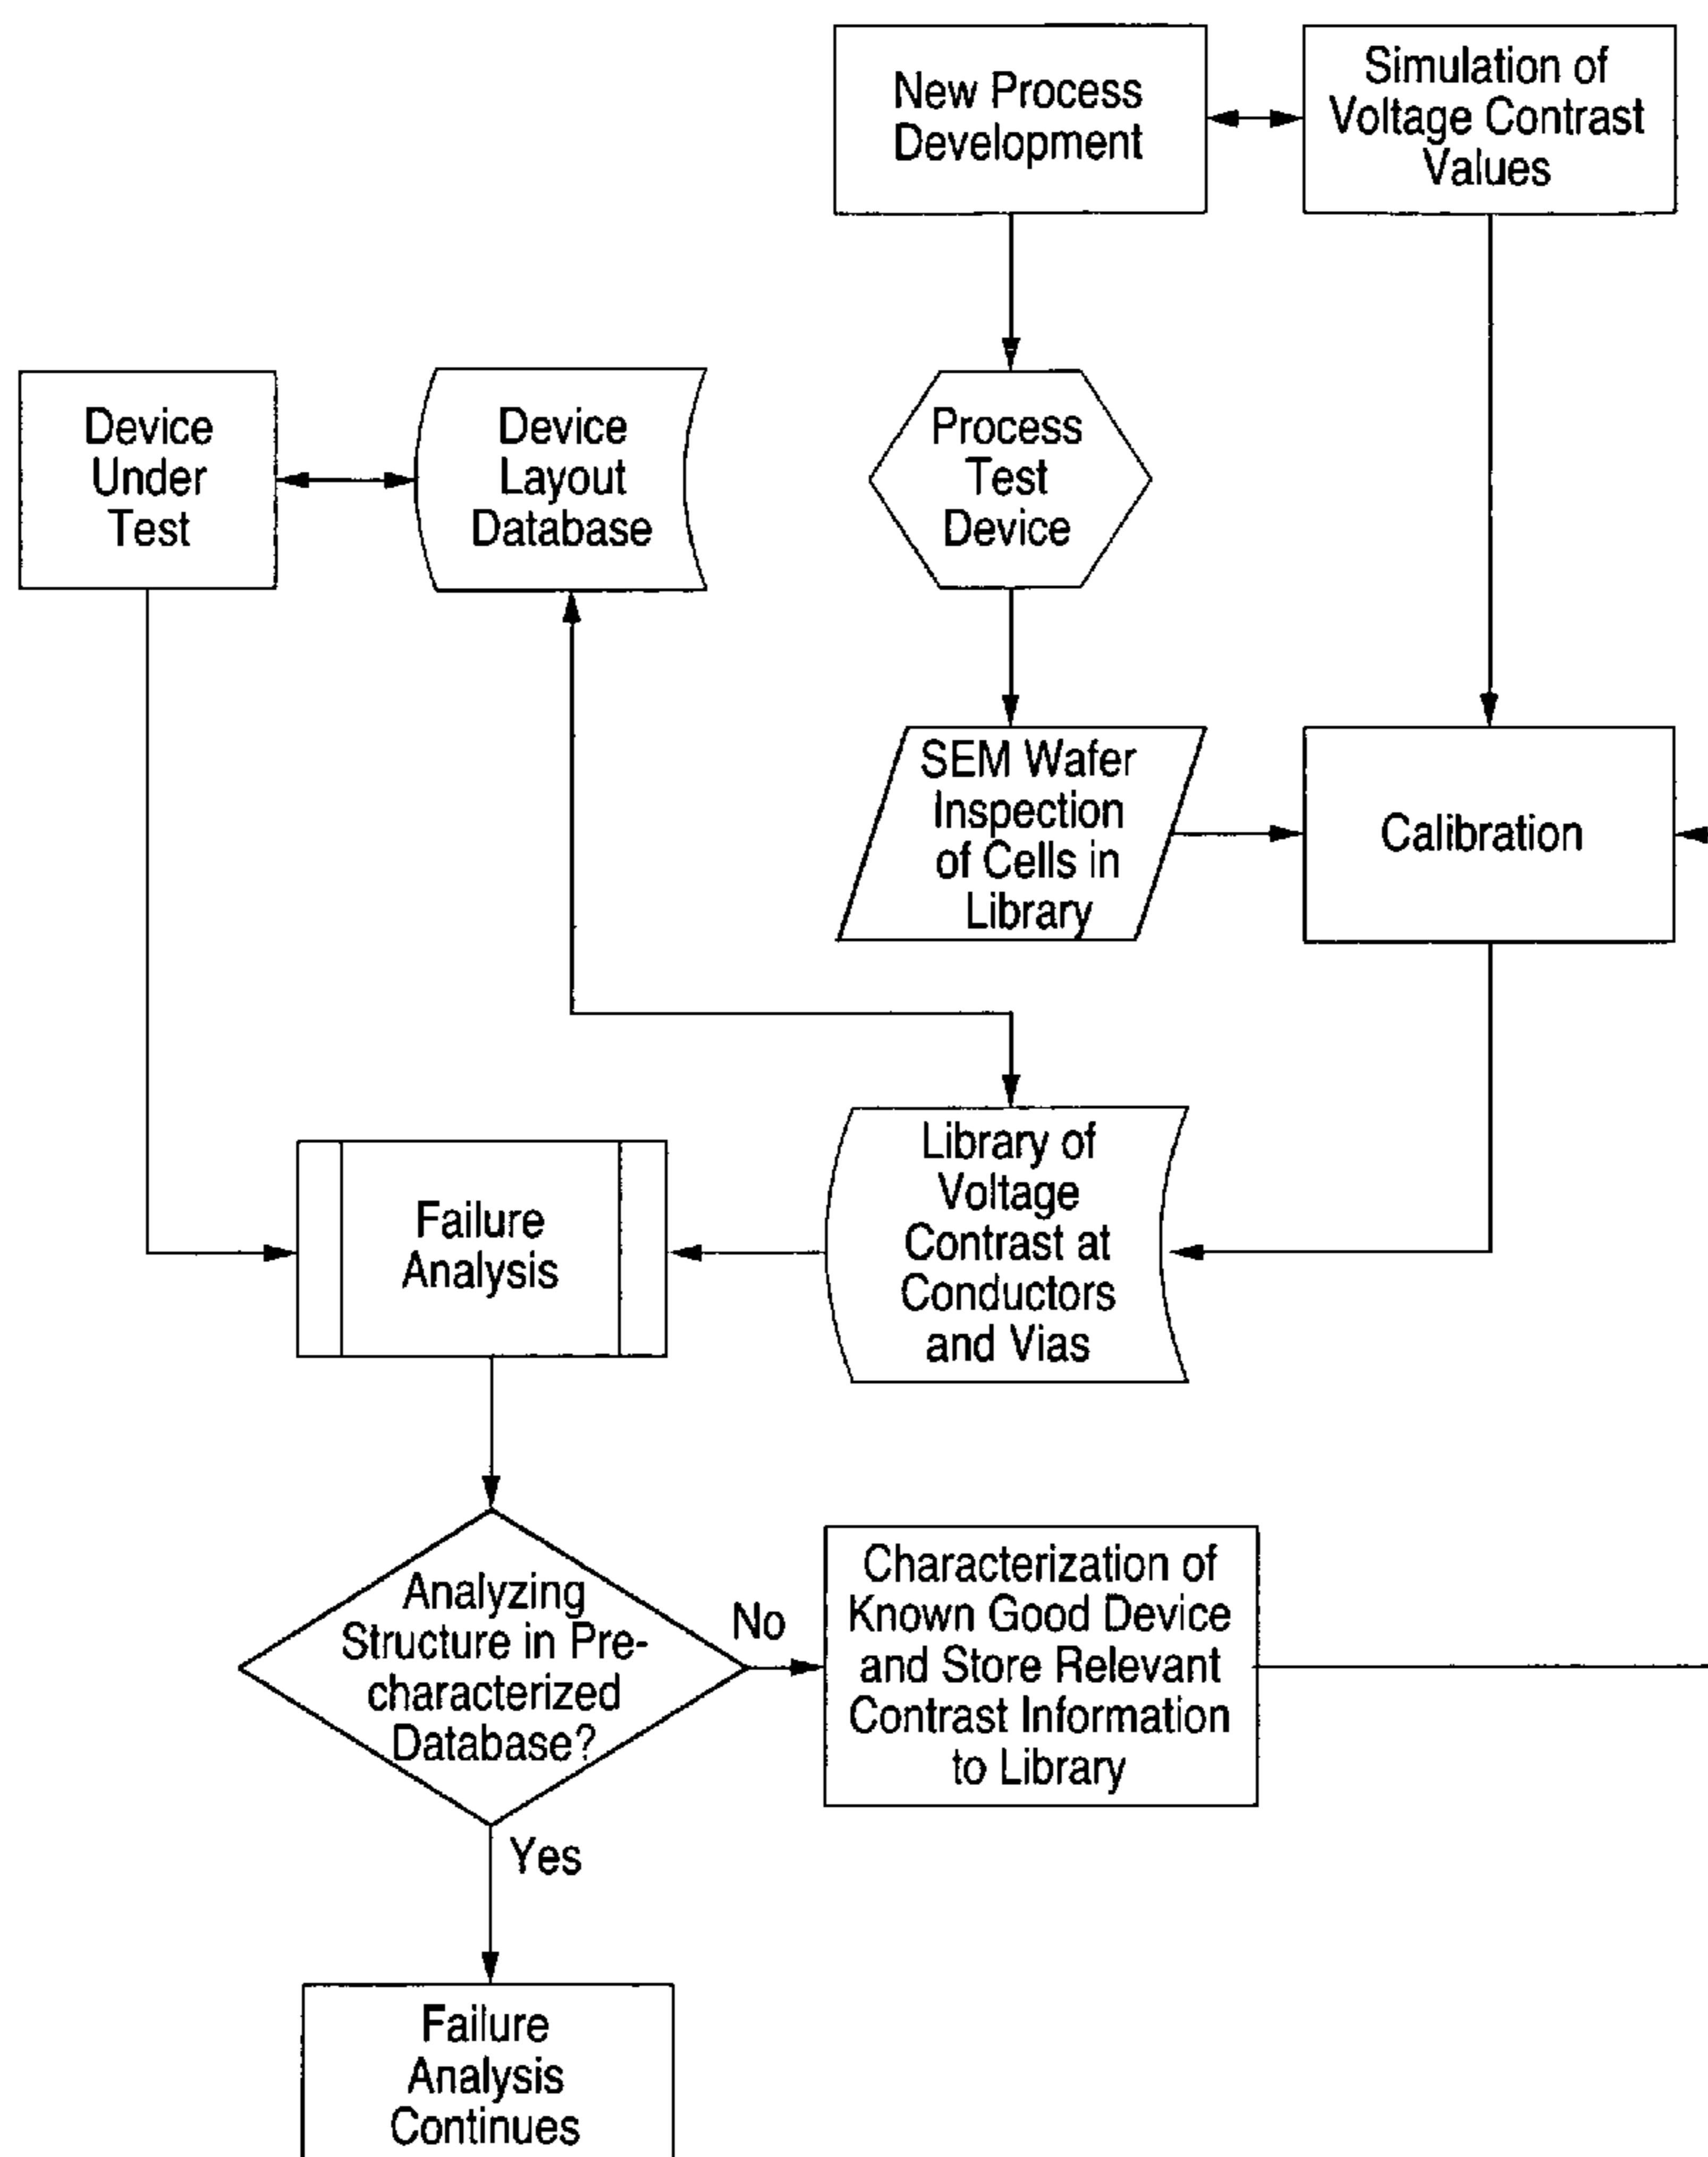 New Process
Development
Simulation of
Voltage Contrast
Values
Device
Under
Test
Device
Layout
Database
Process
Test
Device
SEM Wafer
Inspection
of Cells in
Library
Calibration
Failure
Analysis
Library of
Voltage
Contrast at
Conductors
and Vias
Analyzing
Structure in Pre-
characterized
Database?
No
Characterization of
Known Good Device
and Store Relevant
Contrast Information
to Library
Yes
Failure
Analysis
Continues